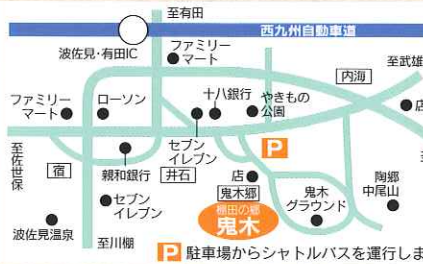 至有田
西九州自動車道
波佐見・有田IC
ファミリー
マート
至武雄
内海
ファミリー
マート
ローソン
十八銀行
やきもの
公園
店
セブン
イレブン
P
至佐世保
宿
親和銀行
井石
店
鬼木郷
棚田の郷
鬼木
鬼木
グラウンド
陶郷
中尾山
セブン
イレブン
波佐見温泉
至川棚
P 駐車場からシャトルバスを運行しま